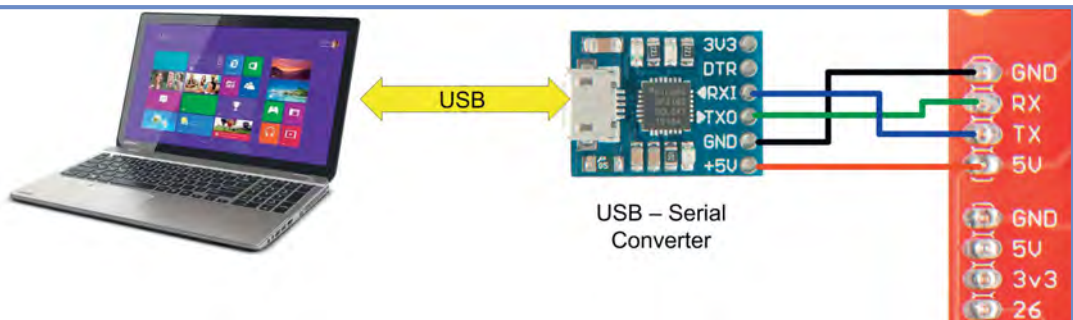 USB
3V3
DTR
RXI
TXO
GND
+5V
USB – Serial
Converter
GND
RX
TX
5V
GND
5V
3v3
26